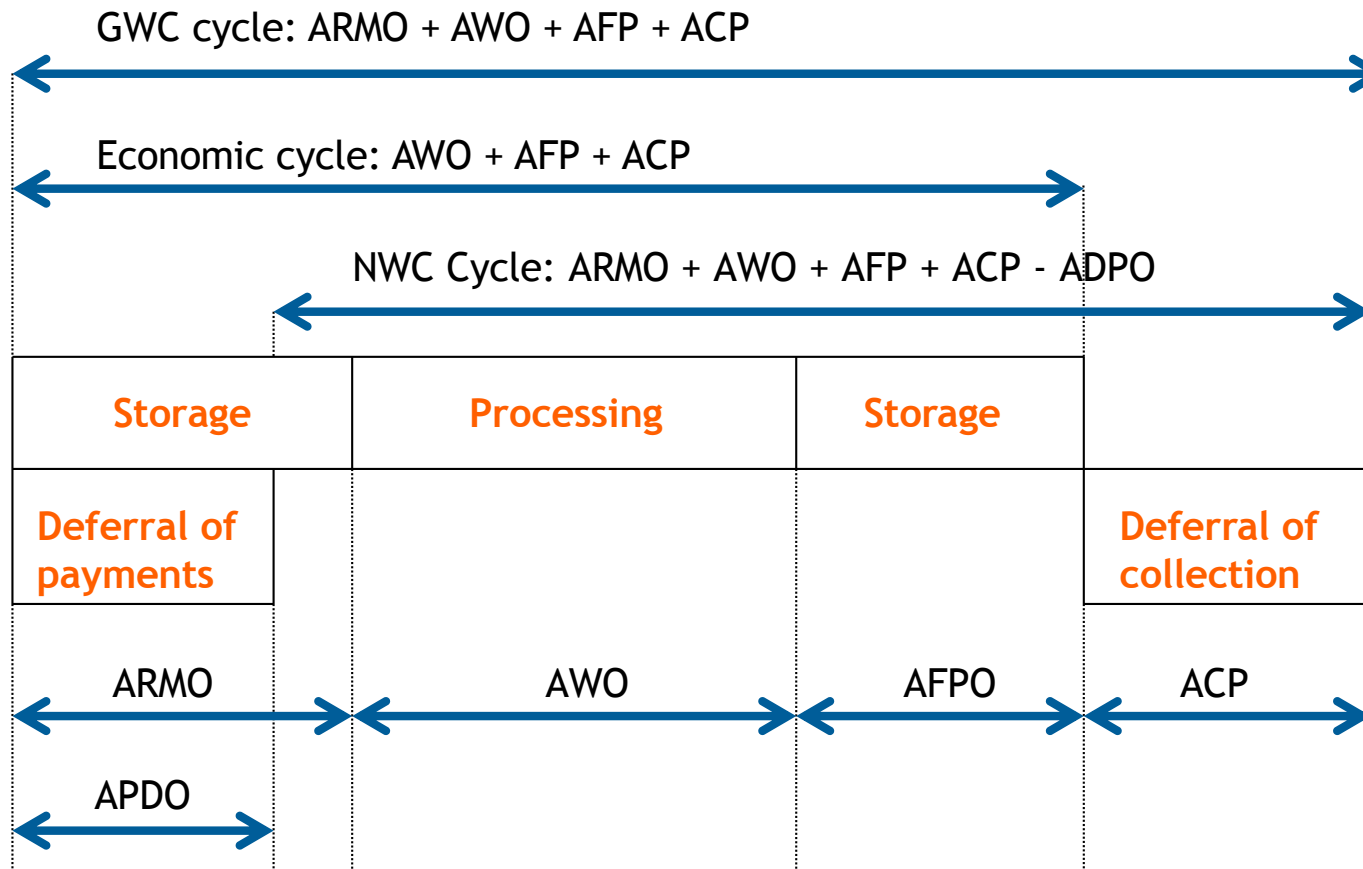 GWC cycle: ARMO + AWO + AFP + ACP
Economic cycle: AWO + AFP + ACP
NWC Cycle: ARMO + AWO + AFP + ACP - ADPO
Storage
Processing
Storage
Deferral of
payments
Deferral of
collection
ARMO
AWO
AFPO
ACP
APDO